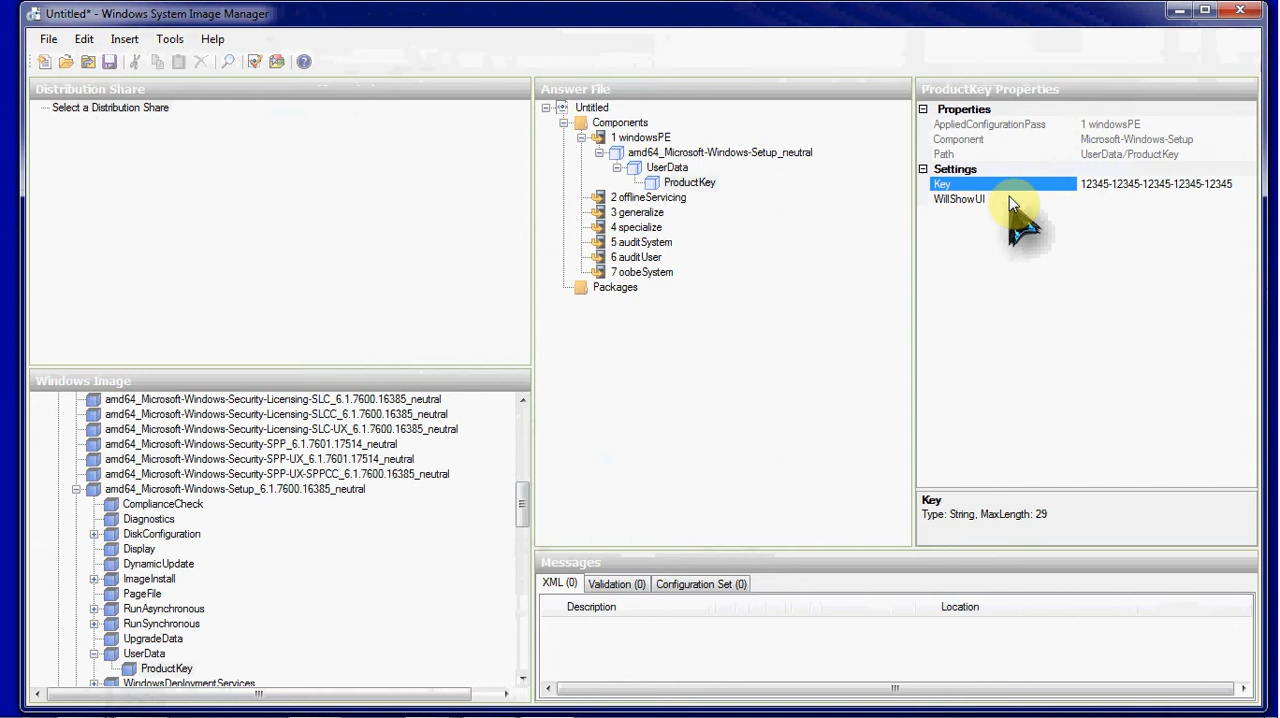 Untitled* - Windows System Image Manager
File Edit Insert Tools Help
Distribution Share
Select a Distribution Share
Windows Image
amd64_Microsoft-Windows-Security-Licensing-SLC_6.1.7600.16385_neutral
amd64_Microsoft-Windows-Security-Licensing-SLCC_6.1.7600.16385_neutral
amd64_Microsoft-Windows-Security-Licensing-SLC-UX_6.1.7600.16385_neutral
amd64_Microsoft-Windows-Security-SPP_6.1.7601.17514_neutral
amd64_Microsoft-Windows-Security-SPP-UX_6.1.7601.17514_neutral
amd64_Microsoft-Windows-Security-SPP-UX-SPPCC_6.1.7600.16385_neutral
amd64_Microsoft-Windows-Setup_6.1.7600.16385_neutral
ComplianceCheck
Diagnostics
DiskConfiguration
Display
DynamicUpdate
ImageInstall
PageFile
RunAsynchronous
RunSynchronous
UpgradeData
UserData
ProductKey
WindowsDeploymentServices
Answer File
Untitled
Components
1 windowsPE
amd64_Microsoft-Windows-Setup_neutral
UserData
ProductKey
2 offlineServicing
3 generalize
4 specialize
5 auditSystem
6 auditUser
7 oobeSystem
Packages
ProductKey Properties
Properties
AppliedConfigurationPass 1 windowsPE
Component Microsoft-Windows-Setup
Path UserData/ProductKey
Settings
Key 12345-12345-12345-12345-12345
WillShowUI
Key
Type: String, MaxLength: 29
Messages
XML (0) Validation (0) Configuration Set (0)
Description Location